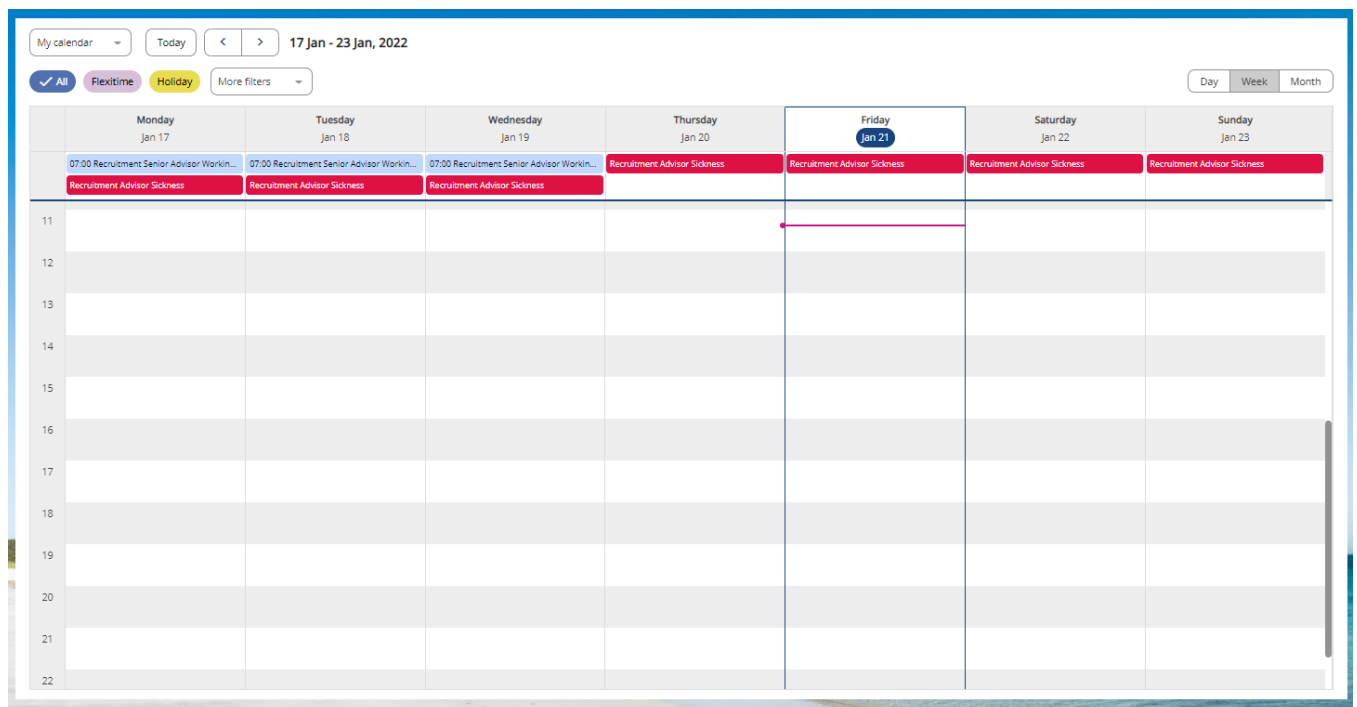 My calendar Today 17 Jan - 23 Jan, 2022
All Flexitime Holiday More filters Day Week Month
Monday Tuesday Wednesday Thursday Friday Saturday Sunday
Jan 17 Jan 18 Jan 19 Jan 20 Jan 21 Jan 22 Jan 23
07:00 Recruitment Senior Advisor Workin... 07:00 Recruitment Senior Advisor Workin... 07:00 Recruitment Senior Advisor Workin... Recruitment Advisor Sickness Recruitment Advisor Sickness Recruitment Advisor Sickness Recruitment Advisor Sickness
Recruitment Advisor Sickness Recruitment Advisor Sickness Recruitment Advisor Sickness
11
12
13
14
15
16
17
18
19
20
21
22